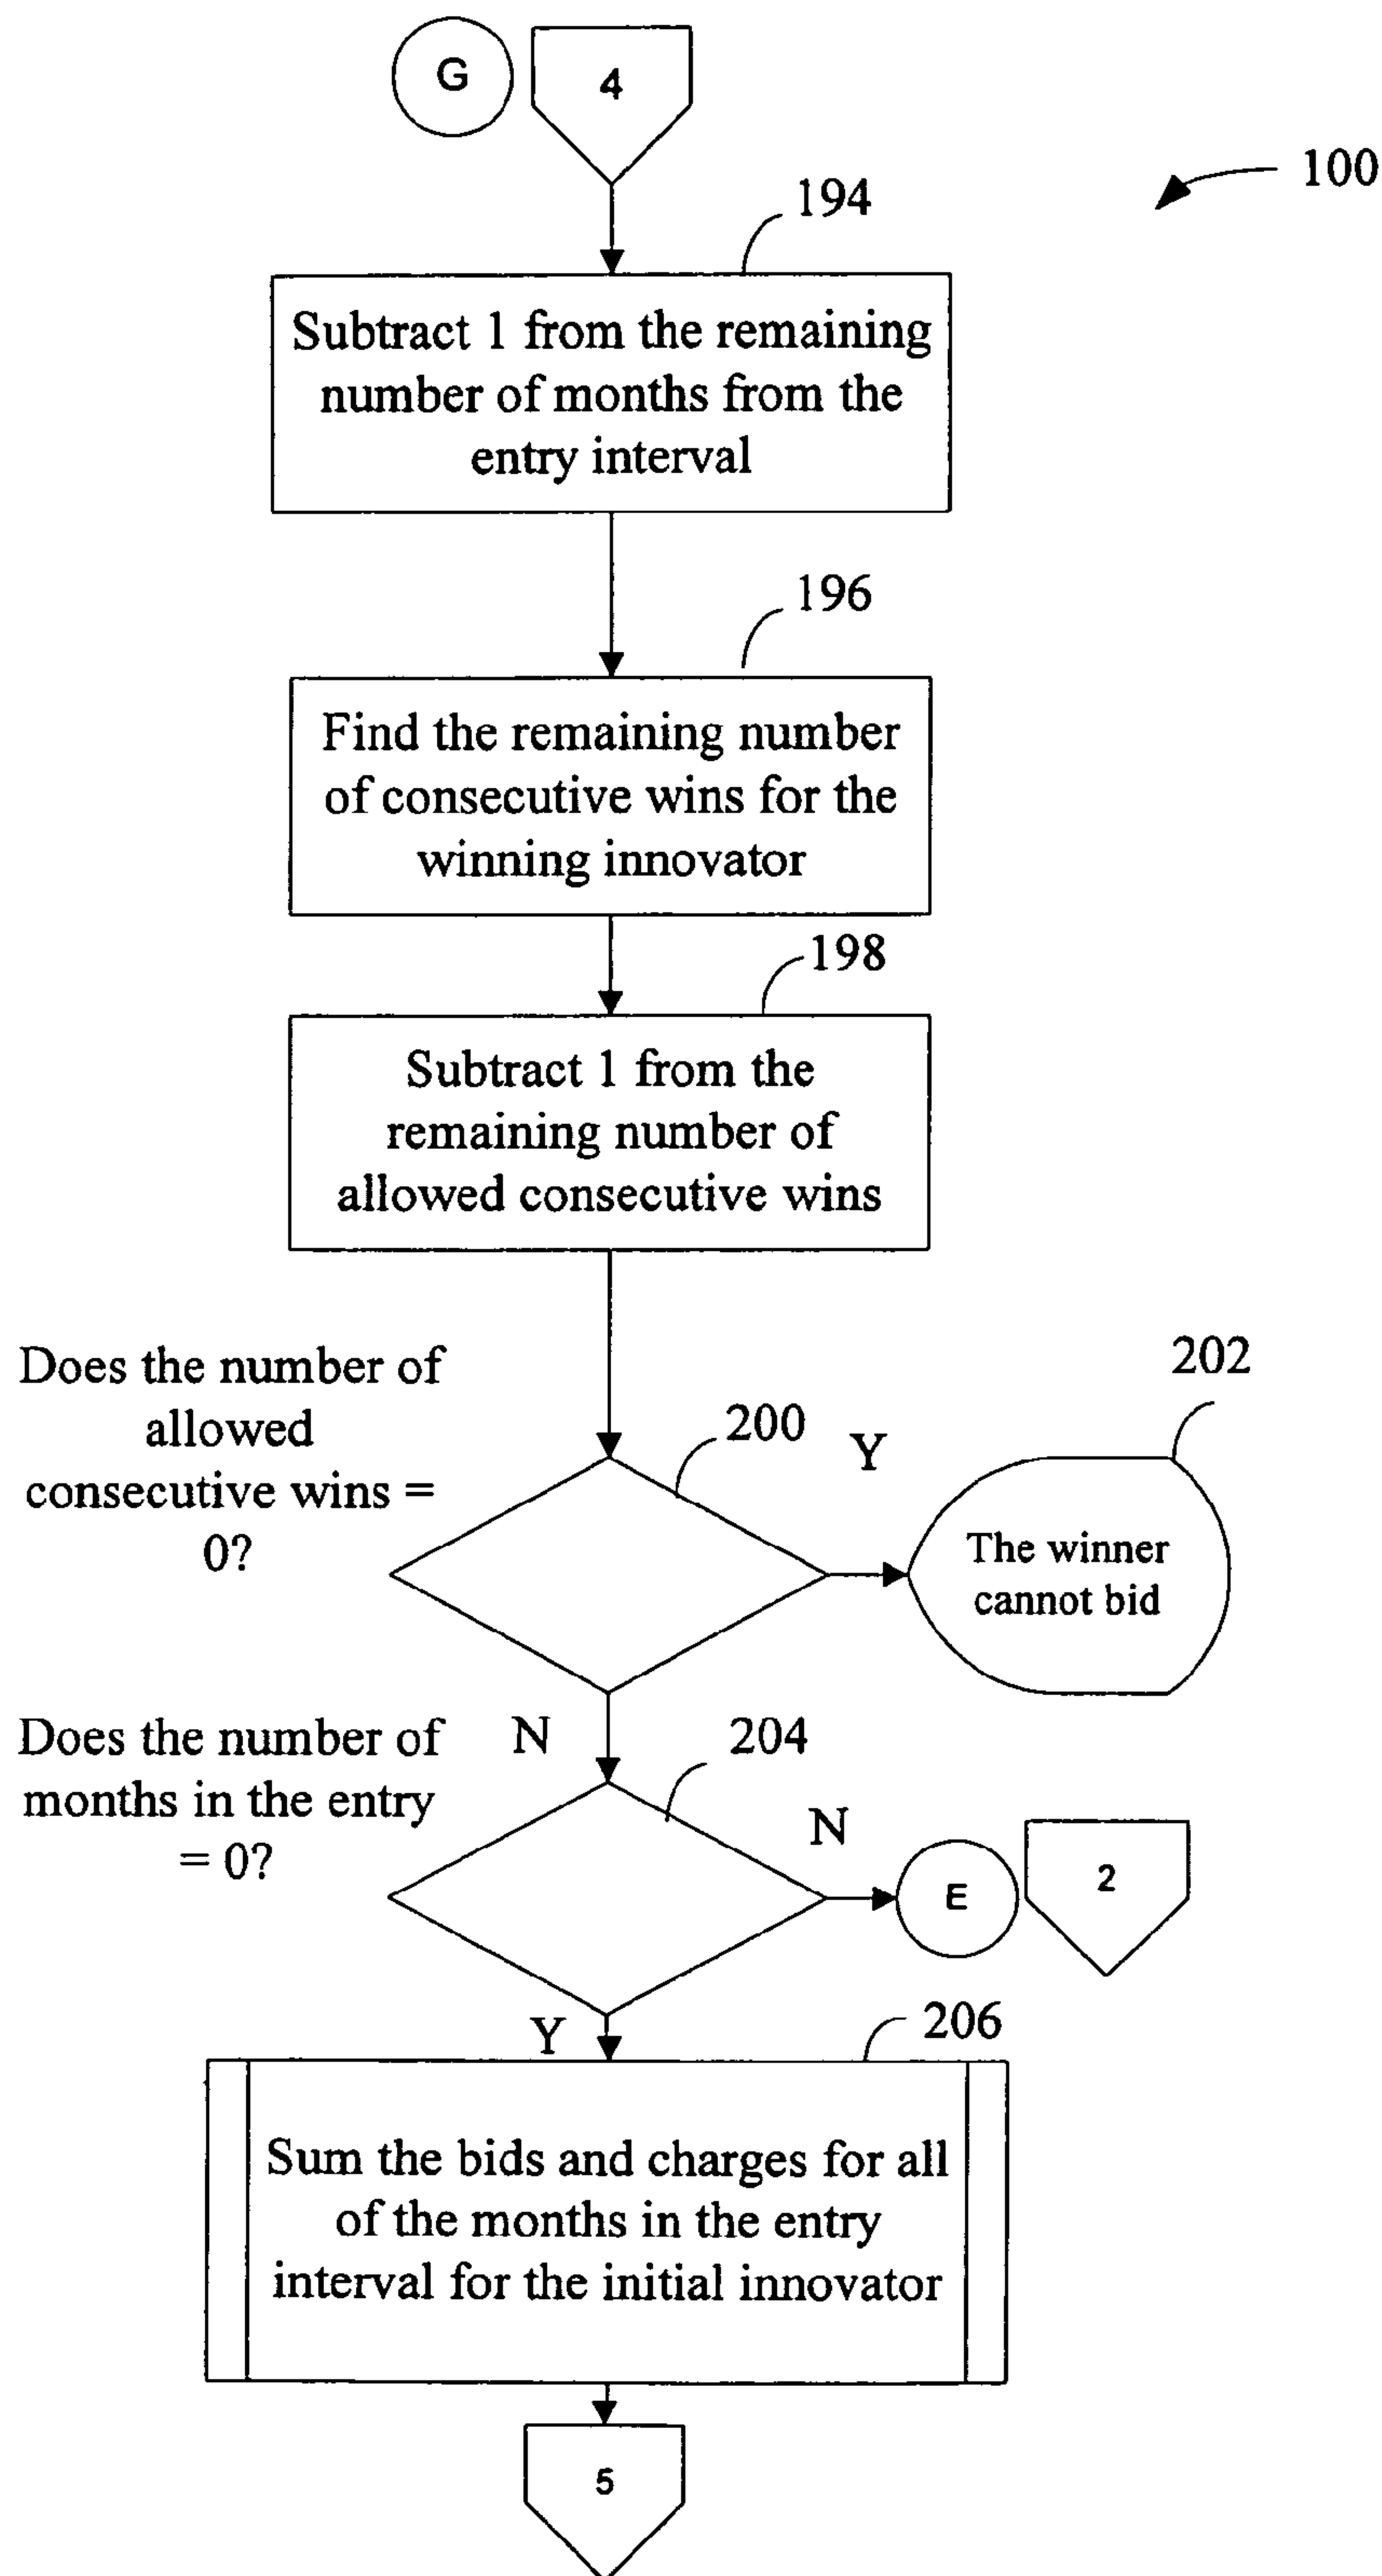 G
4
100
194
Subtract 1 from the remaining
number of months from the
entry interval
196
Find the remaining number
of consecutive wins for the
winning innovator
198
Subtract 1 from the
remaining number of
allowed consecutive wins
Does the number of
allowed
consecutive wins =
0?
200
Y
202
The winner
cannot bid
N
Does the number of
months in the entry
= 0?
204
N
E
2
Y
206
Sum the bids and charges for all
of the months in the entry
interval for the initial innovator
5